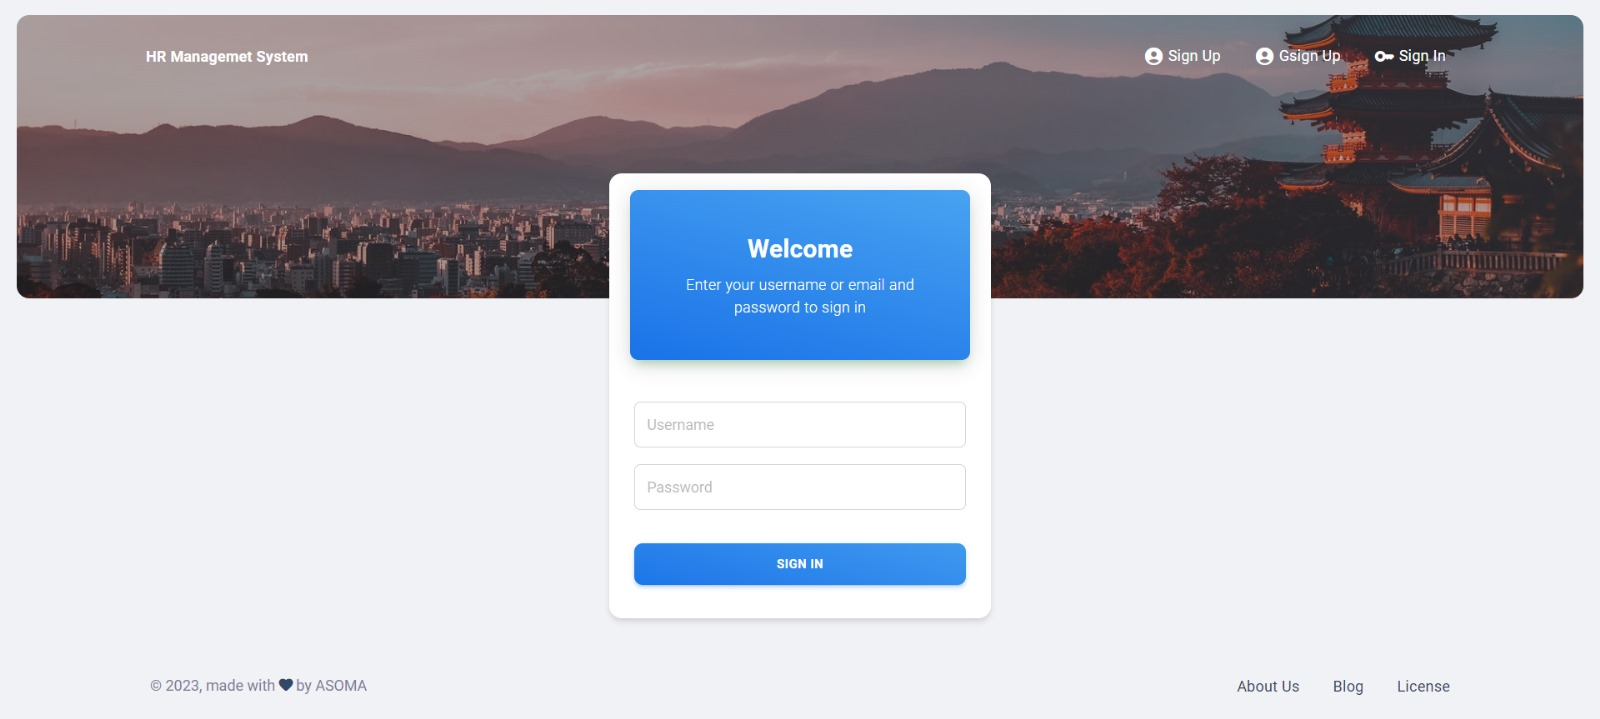 HR Managemet System
Sign Up
Gsign Up
Sign In
Welcome
Enter your username or email and
password to sign in
Username
Password
SIGN IN
© 2023, made with by ASOMA
About Us
Blog
License